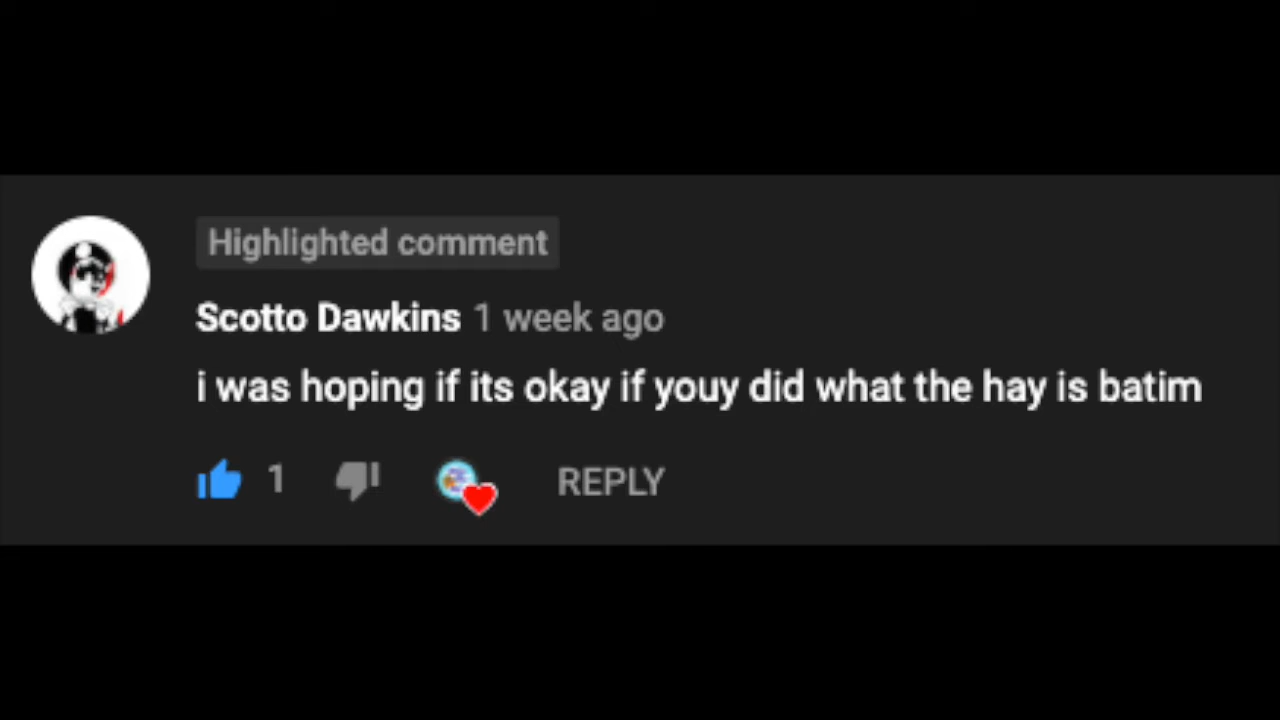 Highlighted comment
Scotto Dawkins 1 week ago
i was hoping if its okay if youy did what the hay is batim
1 REPLY